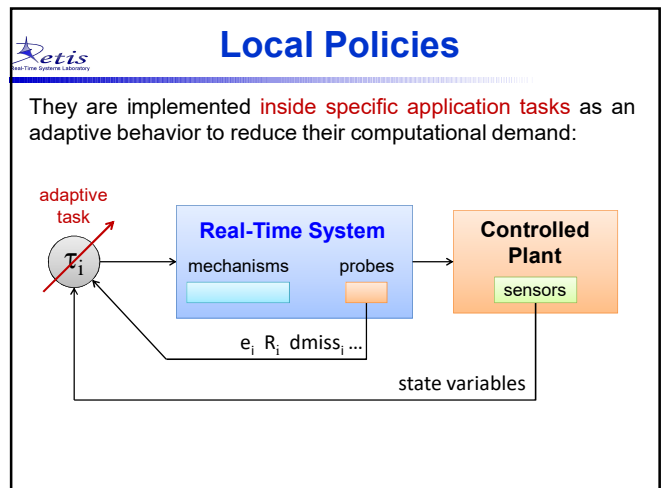 Local Policies
Retis
Real-Time Systems Laboratory
They are implemented inside specific application tasks as an
adaptive behavior to reduce their computational demand:
adaptive
task
τi
Real-Time System
mechanisms probes
Controlled
Plant
sensors
ei Ri dmissi ...
state variables